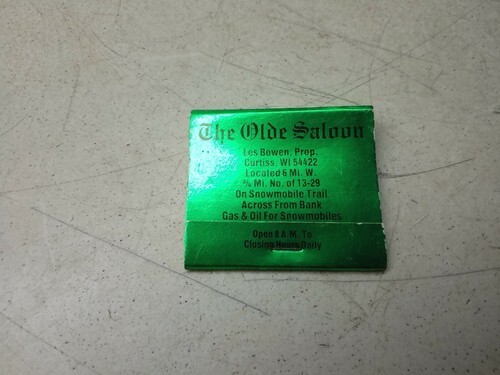 The Olde Saloon
Les Bowen, Prop.
Curtiss, WI 54422
Located 6 Mi. W.
¾ Mi. No. of 13-29
On Snowmobile Trail
Across From Bank
Gas & Oil For Snowmobiles
Open 8 A.M. To
Closing Hours Daily